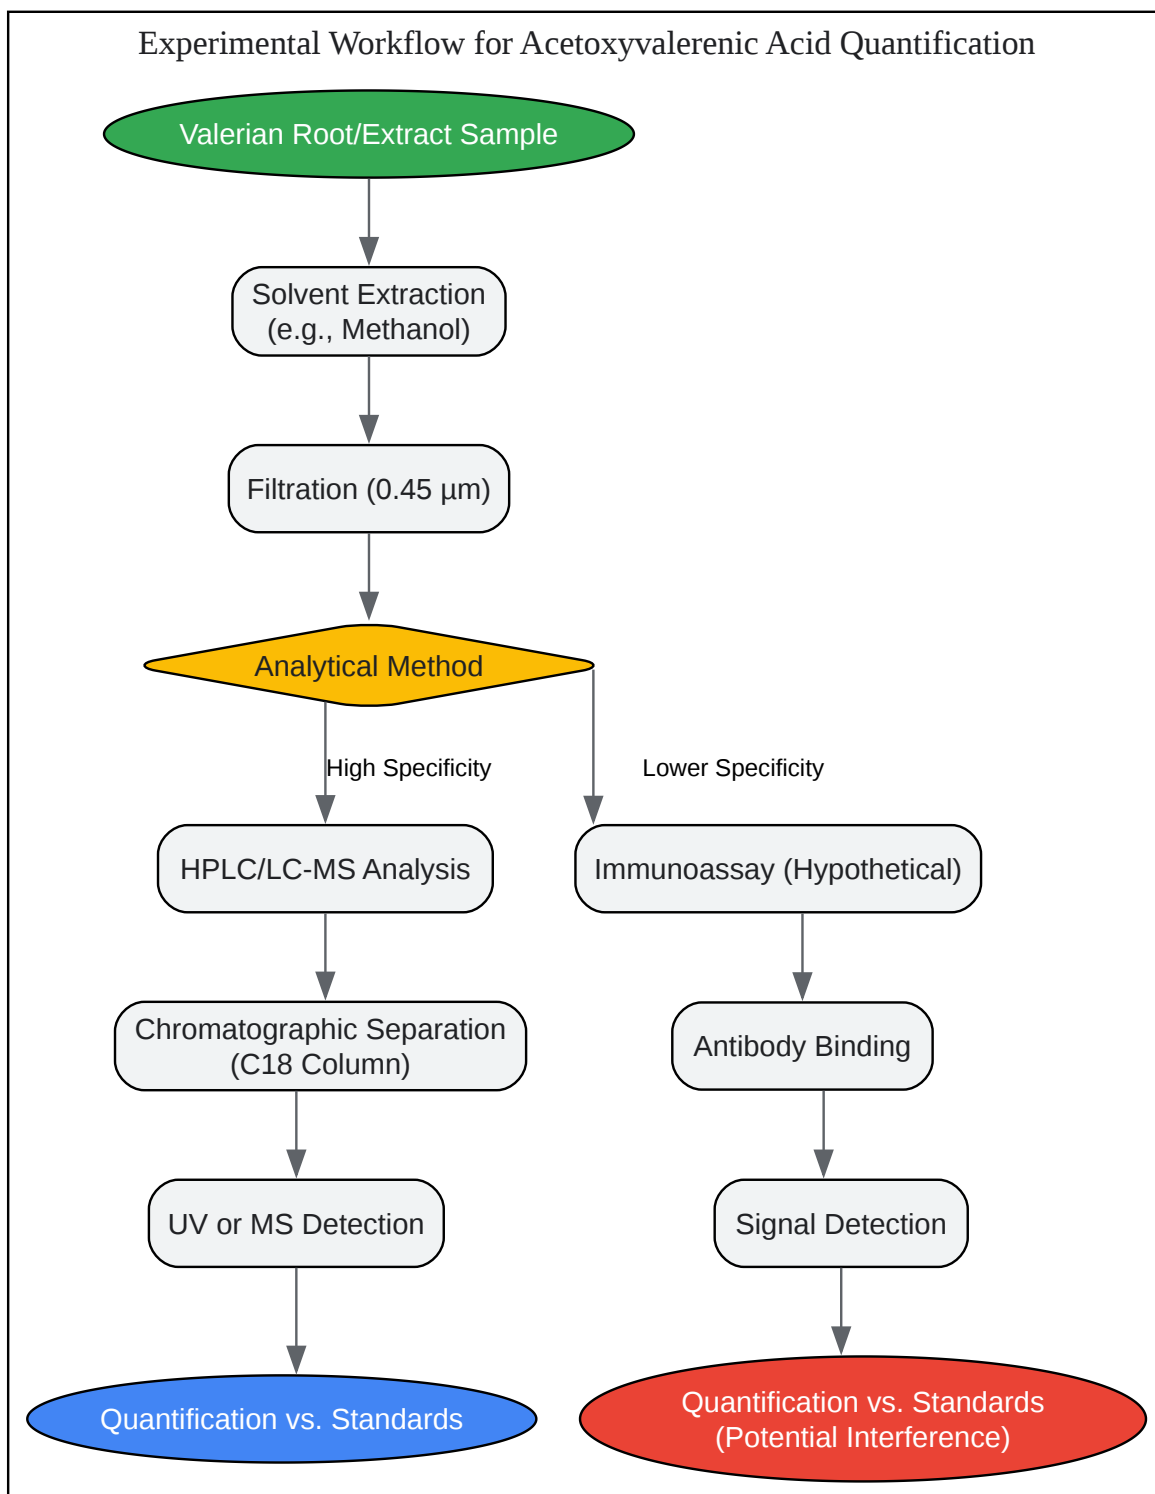 Experimental Workflow for Acetoxyvalerenic Acid Quantification
Valerian Root/Extract Sample
Solvent Extraction
(e.g., Methanol)
Filtration (0.45 µm)
Analytical Method
High Specificity
Lower Specificity
HPLC/LC-MS Analysis
Immunoassay (Hypothetical)
Chromatographic Separation
(C18 Column)
Antibody Binding
UV or MS Detection
Signal Detection
Quantification vs. Standards
Quantification vs. Standards
(Potential Interference)